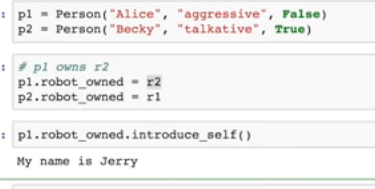 : p1 = Person("Alice", "aggressive", False)
p2 = Person("Becky", "talkative", True)
: # p1 owns r2
p1.robot_owned = r2
p2.robot_owned = r1
: p1.robot_owned.introduce_self()
My name is Jerry